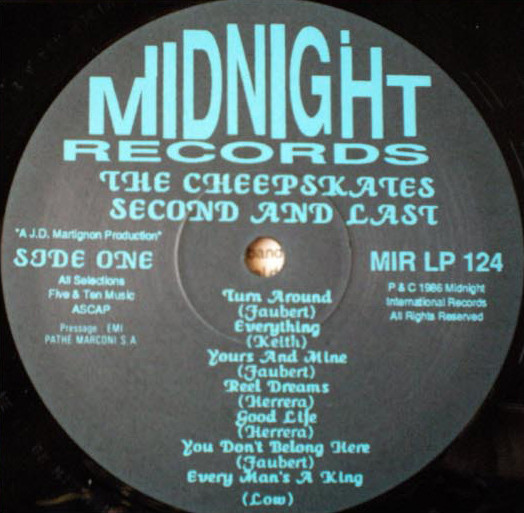 MIDNIGHT
RECORDS
THE CHEEPSKATES
SECOND AND LAST
"A J.D. Martignon Production"
SIDE ONE
All Selections
Five & Ten Music
ASCAP
Pressage : EMI
PATHE MARCONI S.A.
MIR LP 124
P & C 1986 Midnight
International Records
All Rights Reserved
Turn Around
(Faubert)
Everything
(Keith)
Yours And Mine
(Faubert)
Reel Dreams
(Herrera)
Good Life
(Herrera)
You Don't Belong Here
(Faubert)
Every Man's A King
(Low)